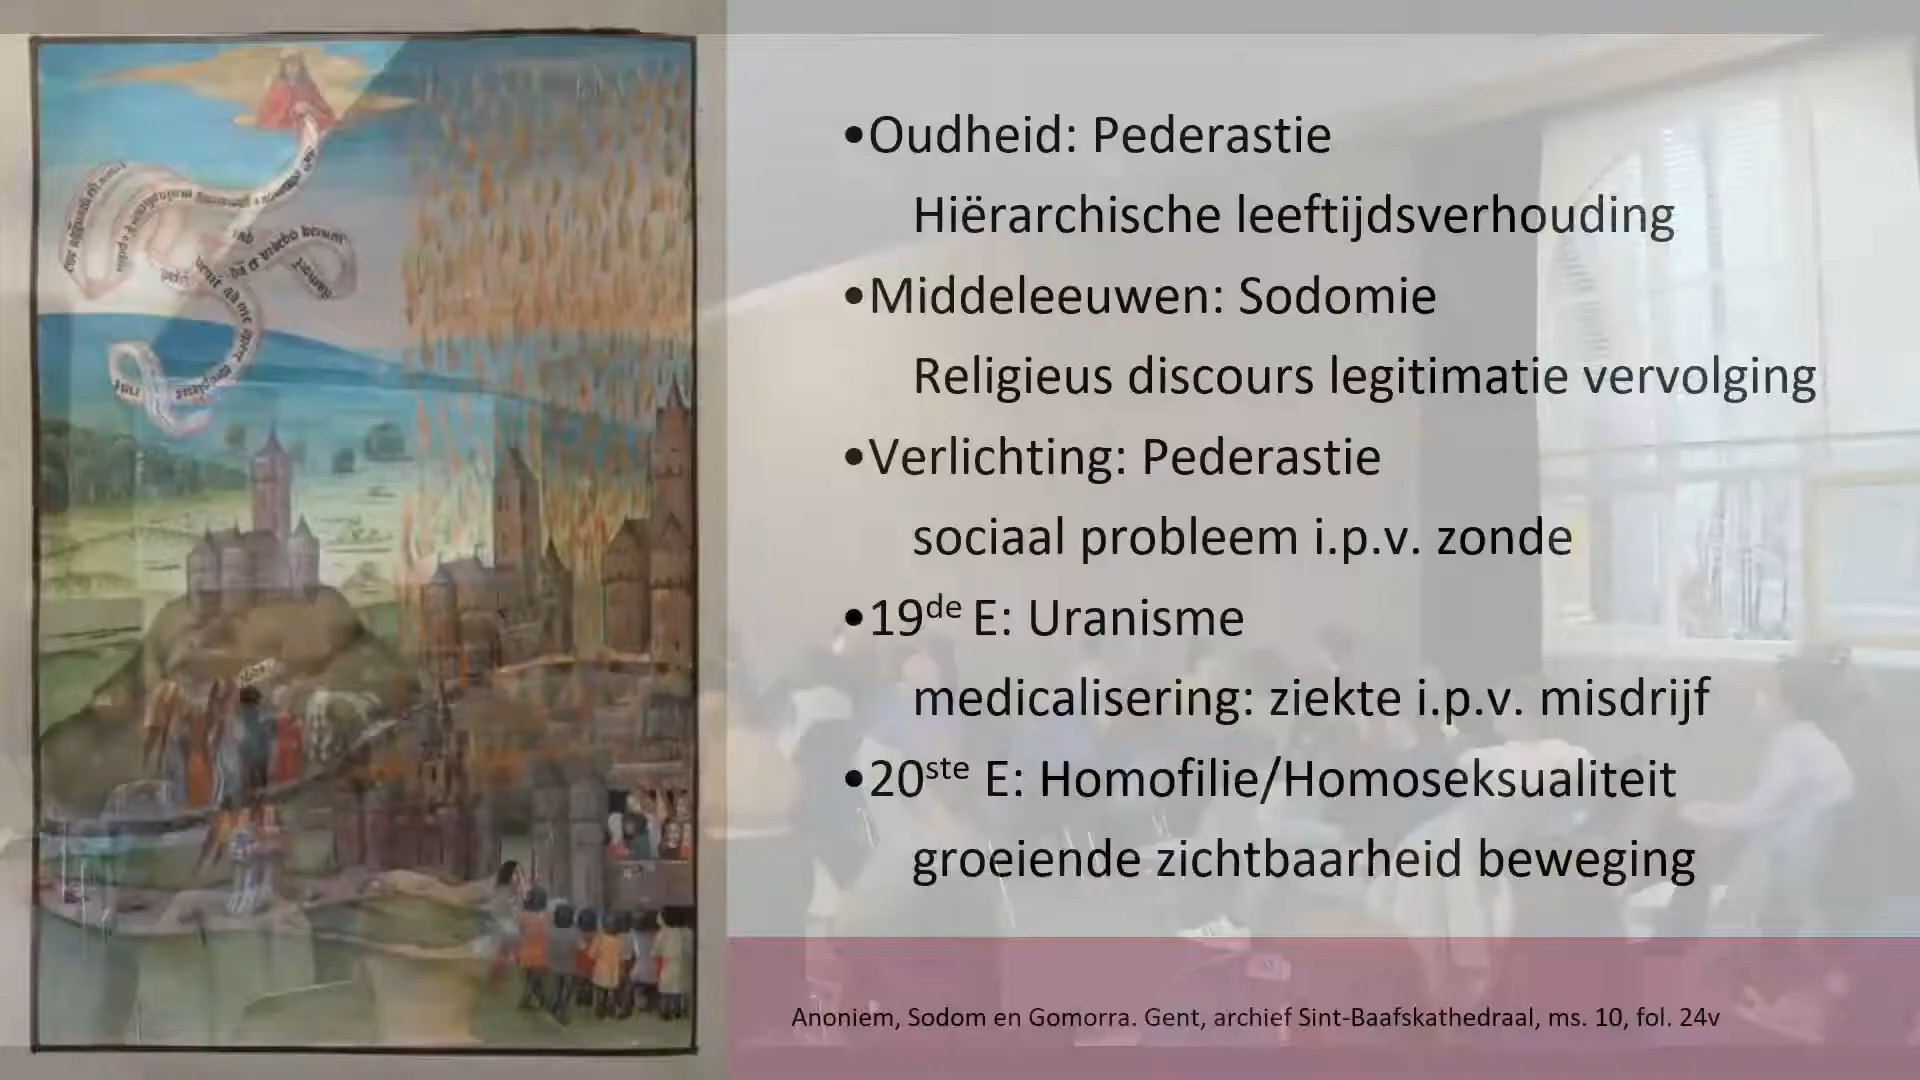 •Oudheid: Pederastie
Hiërarchische leeftijdsverhouding
•Middeleeuwen: Sodomie
Religieus discours legitimatie vervolging
•Verlichting: Pederastie
sociaal probleem i.p.v. zonde
•19de E: Uranisme
medicalisering: ziekte i.p.v. misdrijf
•20ste E: Homofilie/Homoseksualiteit
groeiende zichtbaarheid beweging
Anoniem, Sodom en Gomorra. Gent, archief Sint-Baafskathedraal, ms. 10, fol. 24v